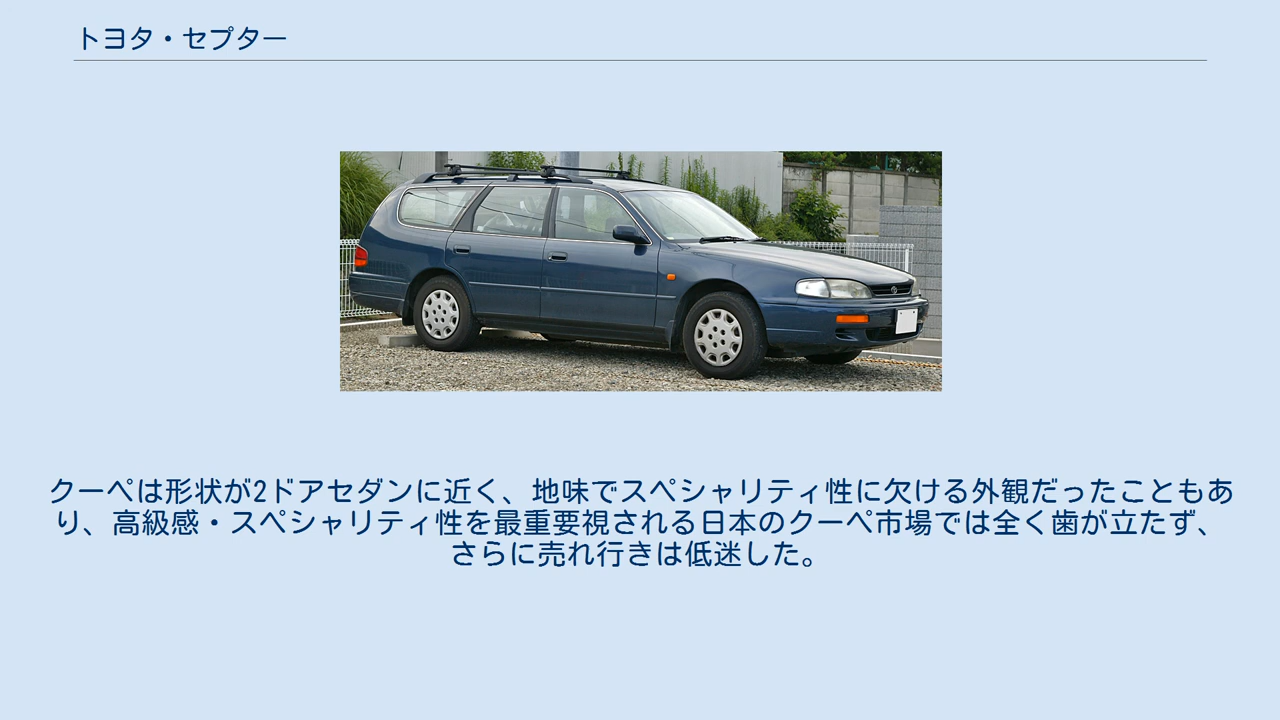 トヨタ・セプター
クーペは形状が2ドアセダンに近く、地味でスペシャリティ性に欠ける外観だったこともあ
り、高級感・スペシャリティ性を最重要視される日本のクーペ市場では全く歯が立たず、
さらに売れ行きは低迷した。